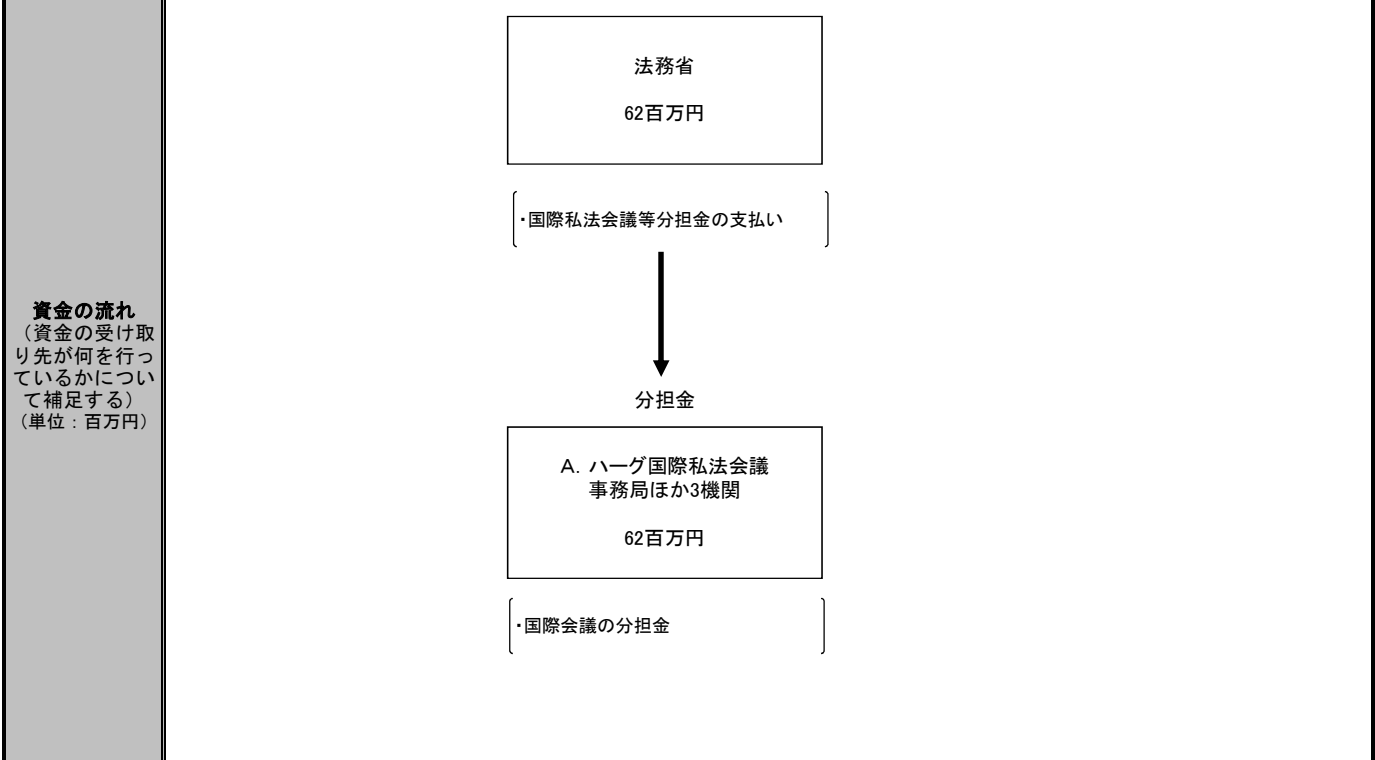 法務省
62百万円
・国際私法会議等分担金の支払い
資金の流れ
（資金の受け取
り先が何を行っ
ているかについ
て補足する）
（単位：百万円）
分担金
A．ハーグ国際私法会議
事務局ほか3機関
62百万円
・国際会議の分担金